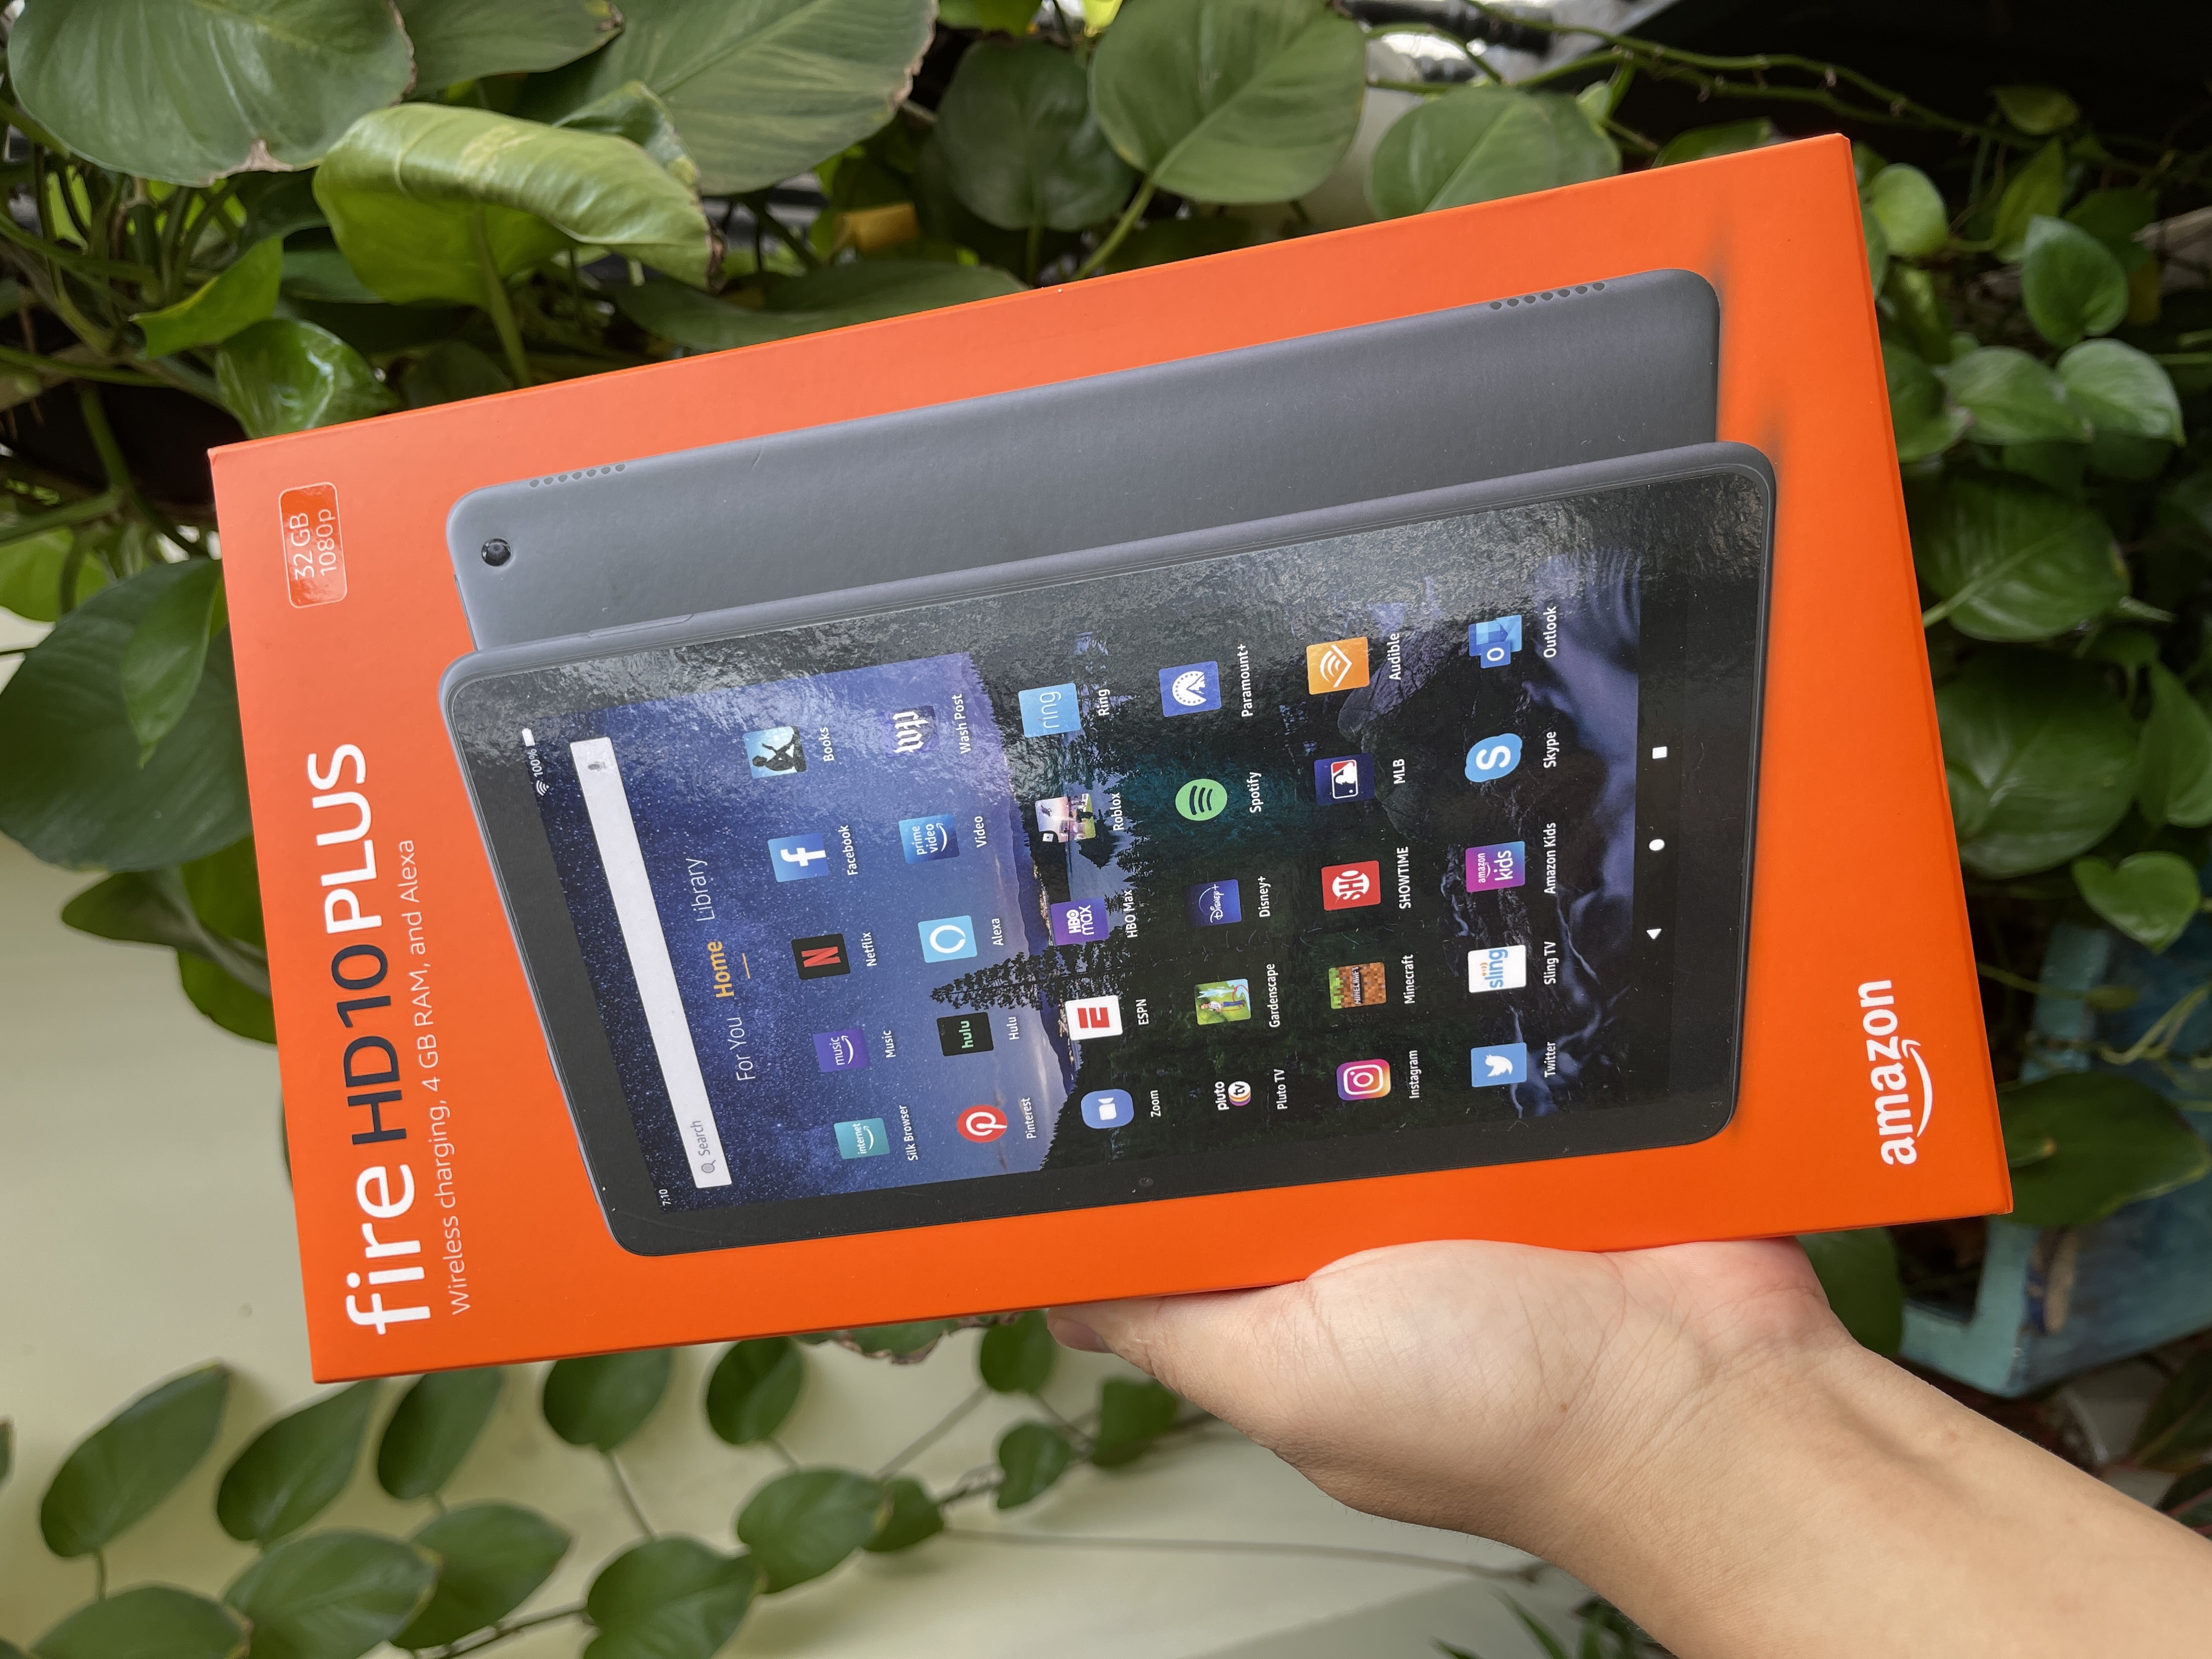 fire HD 10 PLUS
32 GB
1080p
Wireless charging, 4 GB RAM, and Alexa
100%
7:10
Search
For You Home Library
internet
music
N
f
Silk Browser Music Netflix Facebook Books
hulu
prime video
wp
Pinterest Hulu Alexa Video Wash Post
E
HBO max
ring
Zoom ESPN HBO Max Roblox Ring
pluto tv
Disney+
Pluto TV Gardenscape Disney+ Spotify Paramount+
MINECRAFT
SHO
Instagram Minecraft SHOWTIME MLB Audible
sling
amazon kids
S
O
Twitter Sling TV Amazon Kids Skype Outlook
amazon